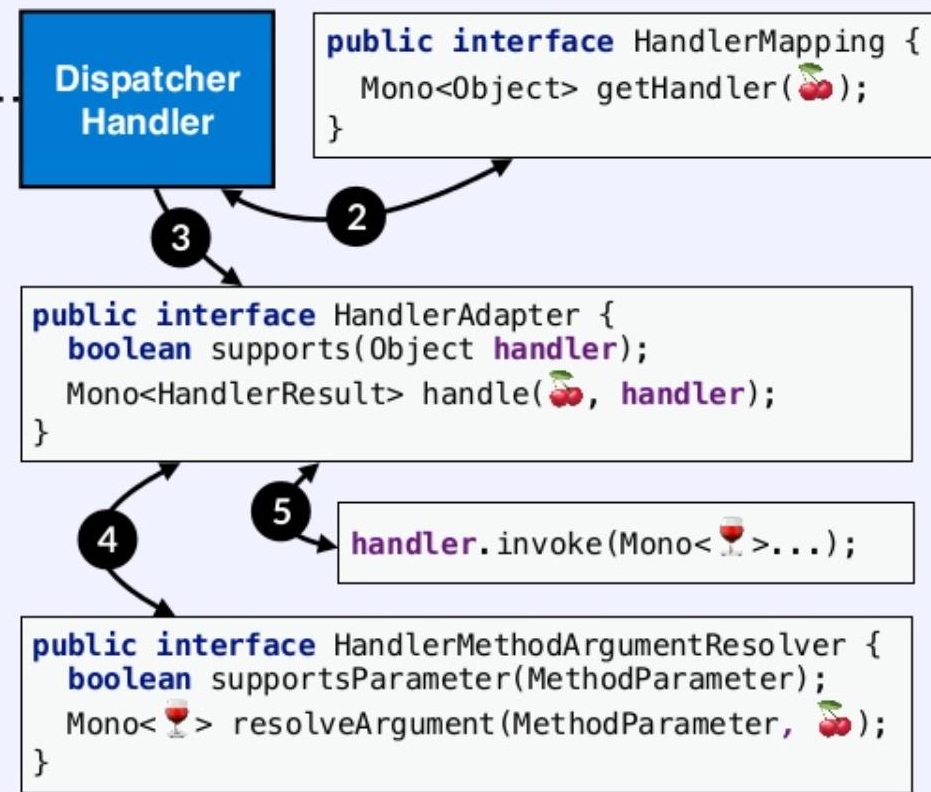 Dispatcher
Handler
public interface HandlerMapping {
Mono<Object> getHandler(🍒);
}
2
3
public interface HandlerAdapter {
boolean supports(Object handler);
Mono<HandlerResult> handle(🍒, handler);
}
5
4
handler.invoke(Mono<🍷>...);
public interface HandlerMethodArgumentResolver {
boolean supportsParameter(MethodParameter);
Mono<🍷> resolveArgument(MethodParameter, 🍒);
}